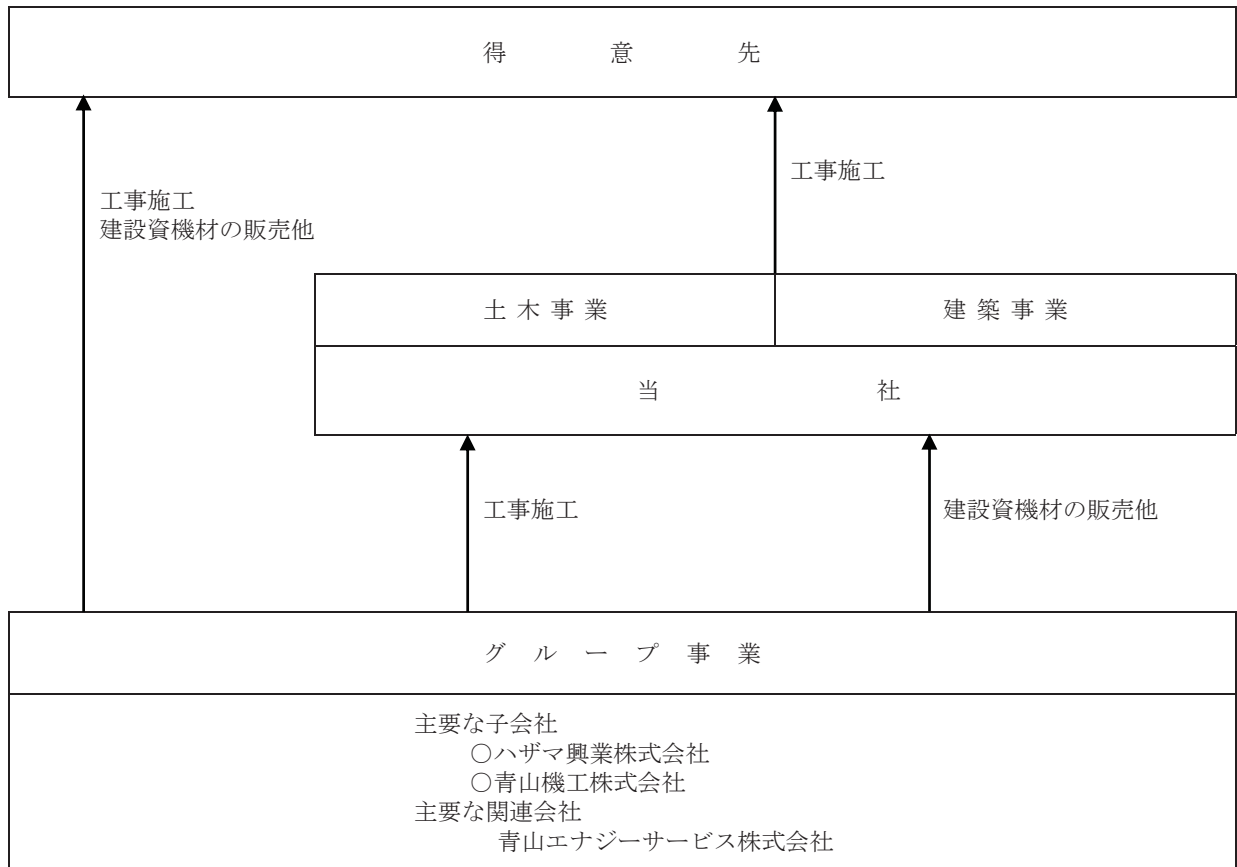 得意先
工事施工
工事施工
建設資機材の販売他
土木事業
建築事業
当社
工事施工
建設資機材の販売他
グループ事業
主要な子会社
○ハザマ興業株式会社
○青山機工株式会社
主要な関連会社
青山エナジーサービス株式会社